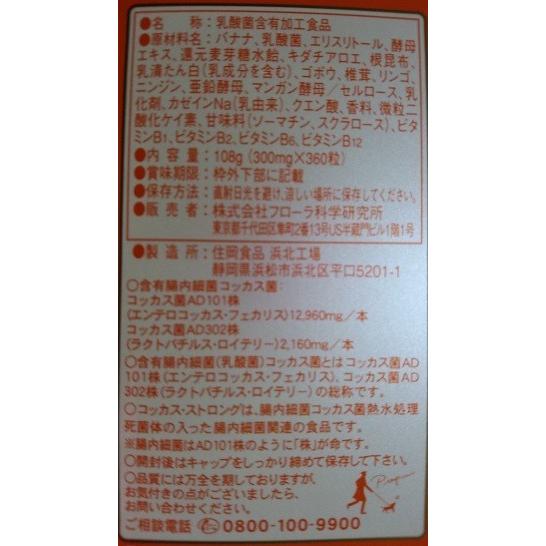 ●名　　称:乳酸菌含有加工食品
●原材料名:バナナ、乳酸菌、エリスリトール、酵母
エキス、還元麦芽糖水飴、キダチアロエ、根昆布、
乳清たん白(乳成分を含む)、ゴボウ、椎茸、リンゴ、
ニンジン、亜鉛酵母、マンガン酵母/セルロース、乳
化剤、カゼインNa(乳由来)、クエン酸、香料、微粒二
酸化ケイ素、甘味料(ソーマチン、スクラロース)、ビタ
ミンB1、ビタミンB2、ビタミンB6、ビタミンB12
●内 容 量:108g(300mg×360粒)
●賞味期限:枠外下部に記載
●保存方法:直射日光を避け、涼しい場所に保存してください。
●販 売 者:株式会社フローラ科学研究所
東京都千代田区隼町2番13号US半蔵門ビル1階1号
●製 造 所:住岡食品 浜北工場
静岡県浜松市浜北区平口5201-1
○含有腸内細菌コッカス菌:
コッカス菌AD101株
(エンテロコッカス・フェカリス)12,960mg/本
コッカス菌AD302株
(ラクトバチルス・ロイテリー)2,160mg/本
○含有腸内細菌(乳酸菌)コッカス菌とはコッカス菌AD
101株(エンテロコッカス・フェカリス)、コッカス菌AD
302株(ラクトバチルス・ロイテリー)の総称です。
○コッカス・ストロングは、腸内細菌コッカス菌熱水処理
死菌体の入った腸内細菌関連の食品です。
※腸内細菌はAD101株のように「株」が命です。
○開封後はキャップをしっかり締めて保存して下さい。
○品質には万全を期しておりますが、
お気付きの点がございましたら、
お問い合わせください。
ご相談電話 0800-100-9900